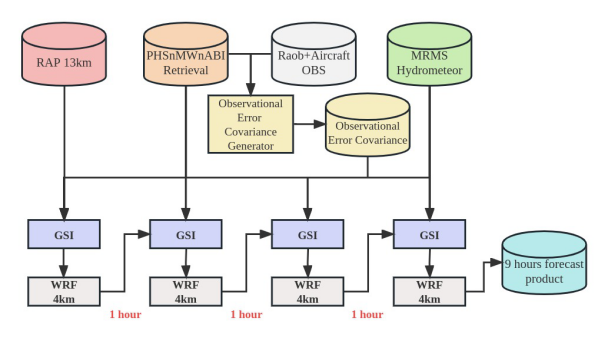 RAP 13km
PHSnMWnABI
Retrieval
Raob+Aircraft
OBS
MRMS
Hydrometeor
Observational
Error
Covariance
Generator
Observational
Error Covariance
GSI
GSI
GSI
GSI
WRF
4km
WRF
4km
WRF
4km
WRF
4km
9 hours forecast
product
1 hour
1 hour
1 hour